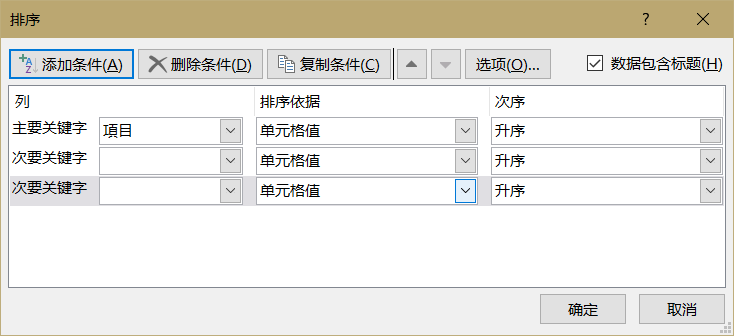 排序
?
添加条件(A) 删除条件(D) 复制条件(C) 选项(O)... 数据包含标题(H)
列 排序依据 次序
主要关键字 項目 单元格值 升序
次要关键字 单元格值 升序
次要关键字 单元格值 升序
确定 取消